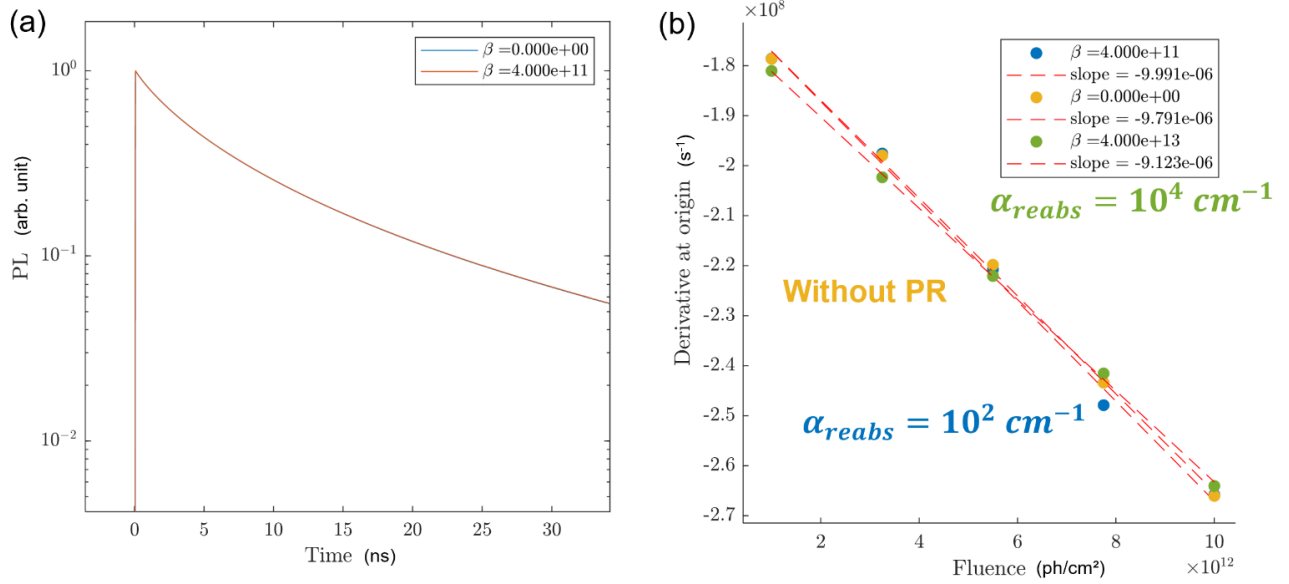 (a)
β =0.000e+00
β =4.000e+11
10⁰
10⁻¹
10⁻²
PL (arb. unit)
0 5 10 15 20 25 30
Time (ns)
(b)
×10⁸
β =4.000e+11
slope = -9.991e-06
β =0.000e+00
slope = -9.791e-06
β =4.000e+13
slope = -9.123e-06
-1.8
-1.9
-2
-2.1
-2.2
-2.3
-2.4
-2.5
-2.6
-2.7
Derivative at origin (s⁻¹)
α_reabs = 10⁴ cm⁻¹
Without PR
α_reabs = 10² cm⁻¹
2 4 6 8 10
×10¹²
Fluence (ph/cm²)